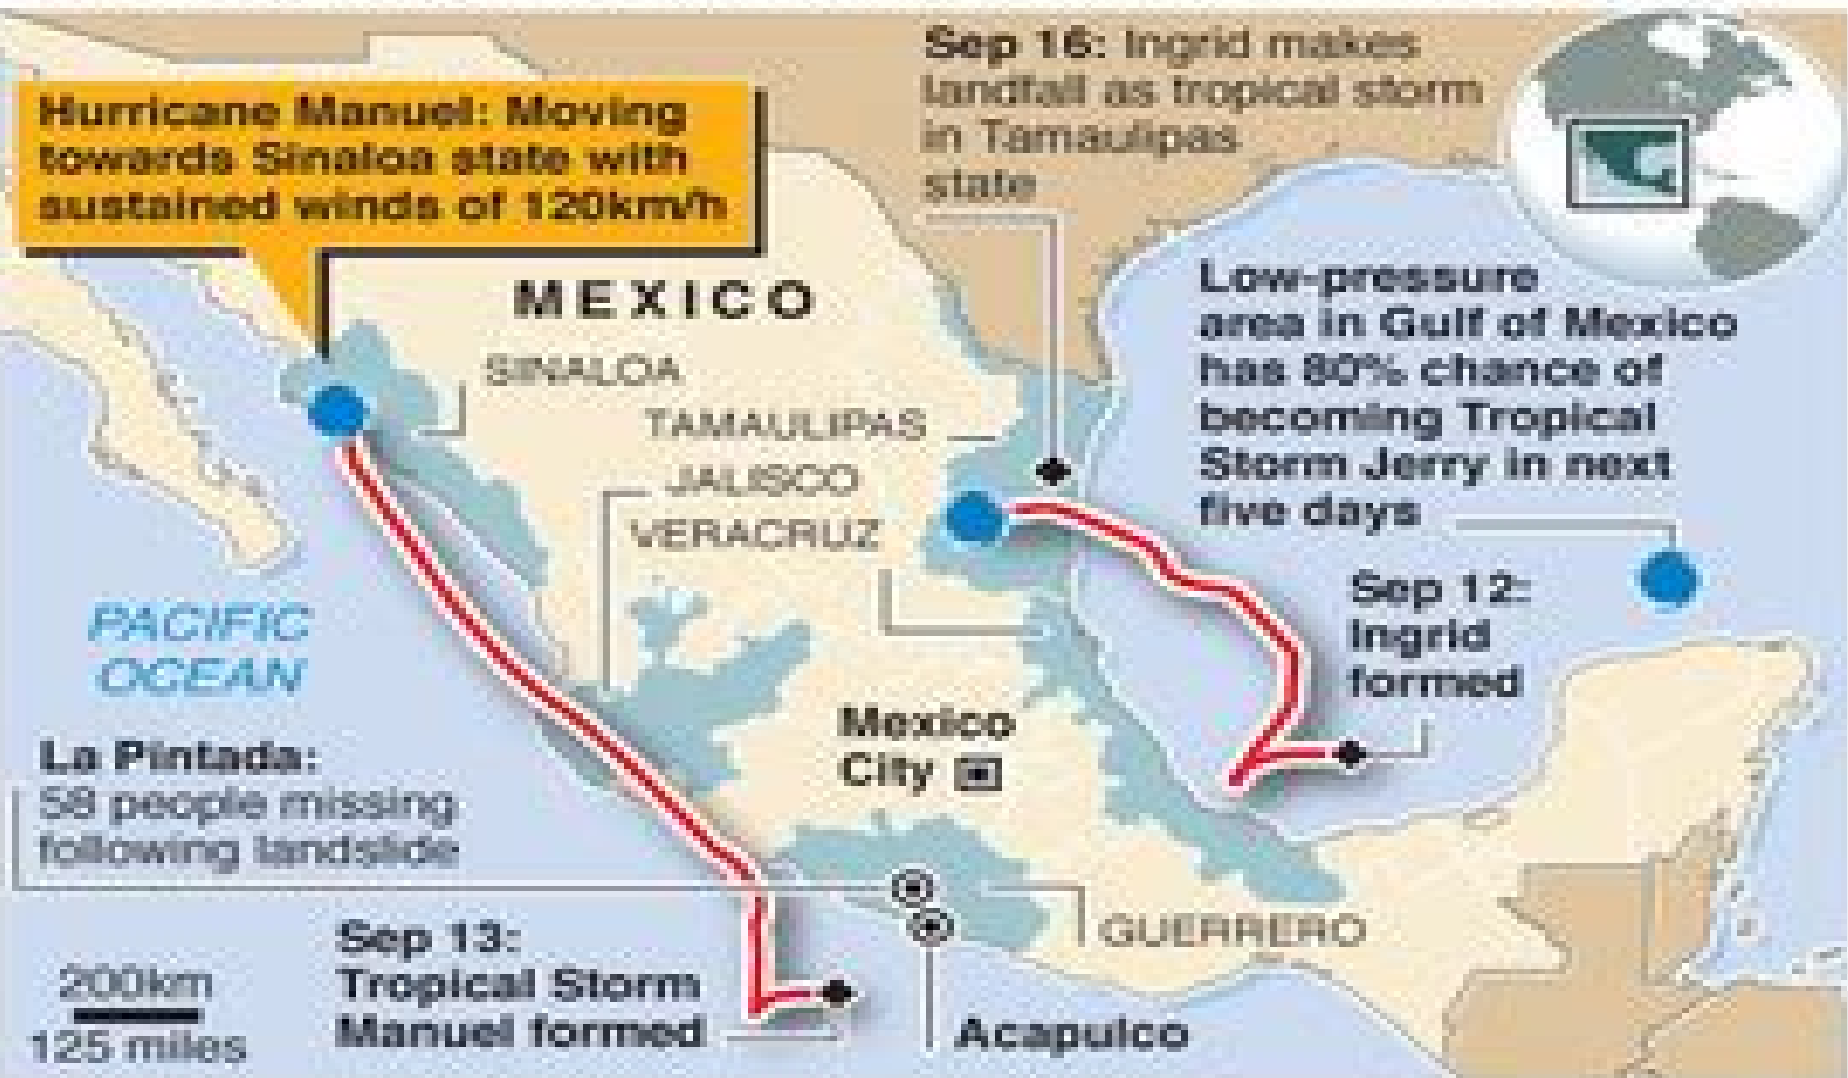 Hurricane Manuel: Moving
towards Sinaloa state with
sustained winds of 120km/h
Sep 16: Ingrid makes
landfall as tropical storm
in Tamaulipas
state
Low-pressure
area in Gulf of Mexico
has 80% chance of
becoming Tropical
Storm Jerry in next
five days
MEXICO
SINALOA
TAMAULIPAS
JALISCO
VERACRUZ
Sep 12:
Ingrid
formed
PACIFIC
OCEAN
Mexico
City
La Pintada:
58 people missing
following landslide
GUERRERO
Sep 13:
Tropical Storm
Manuel formed
Acapulco
200km
125 miles